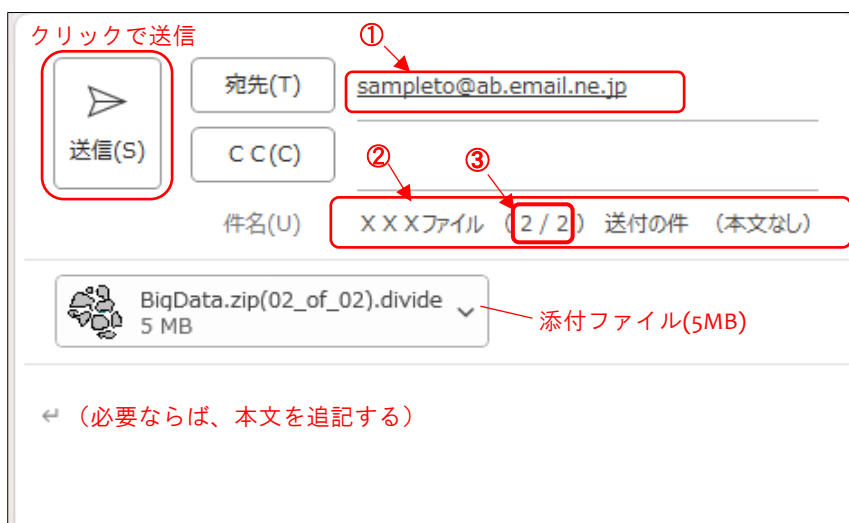 クリックで送信
①
宛先(T)
sampleto@ab.email.ne.jp
送信(S)
ＣＣ(C)
②
③
件名(U)
ＸＸＸファイル （２/２） 送付の件 （本文なし）
BigData.zip(02_of_02).divide
5 MB
添付ファイル(5MB)
↵ （必要ならば、本文を追記する）